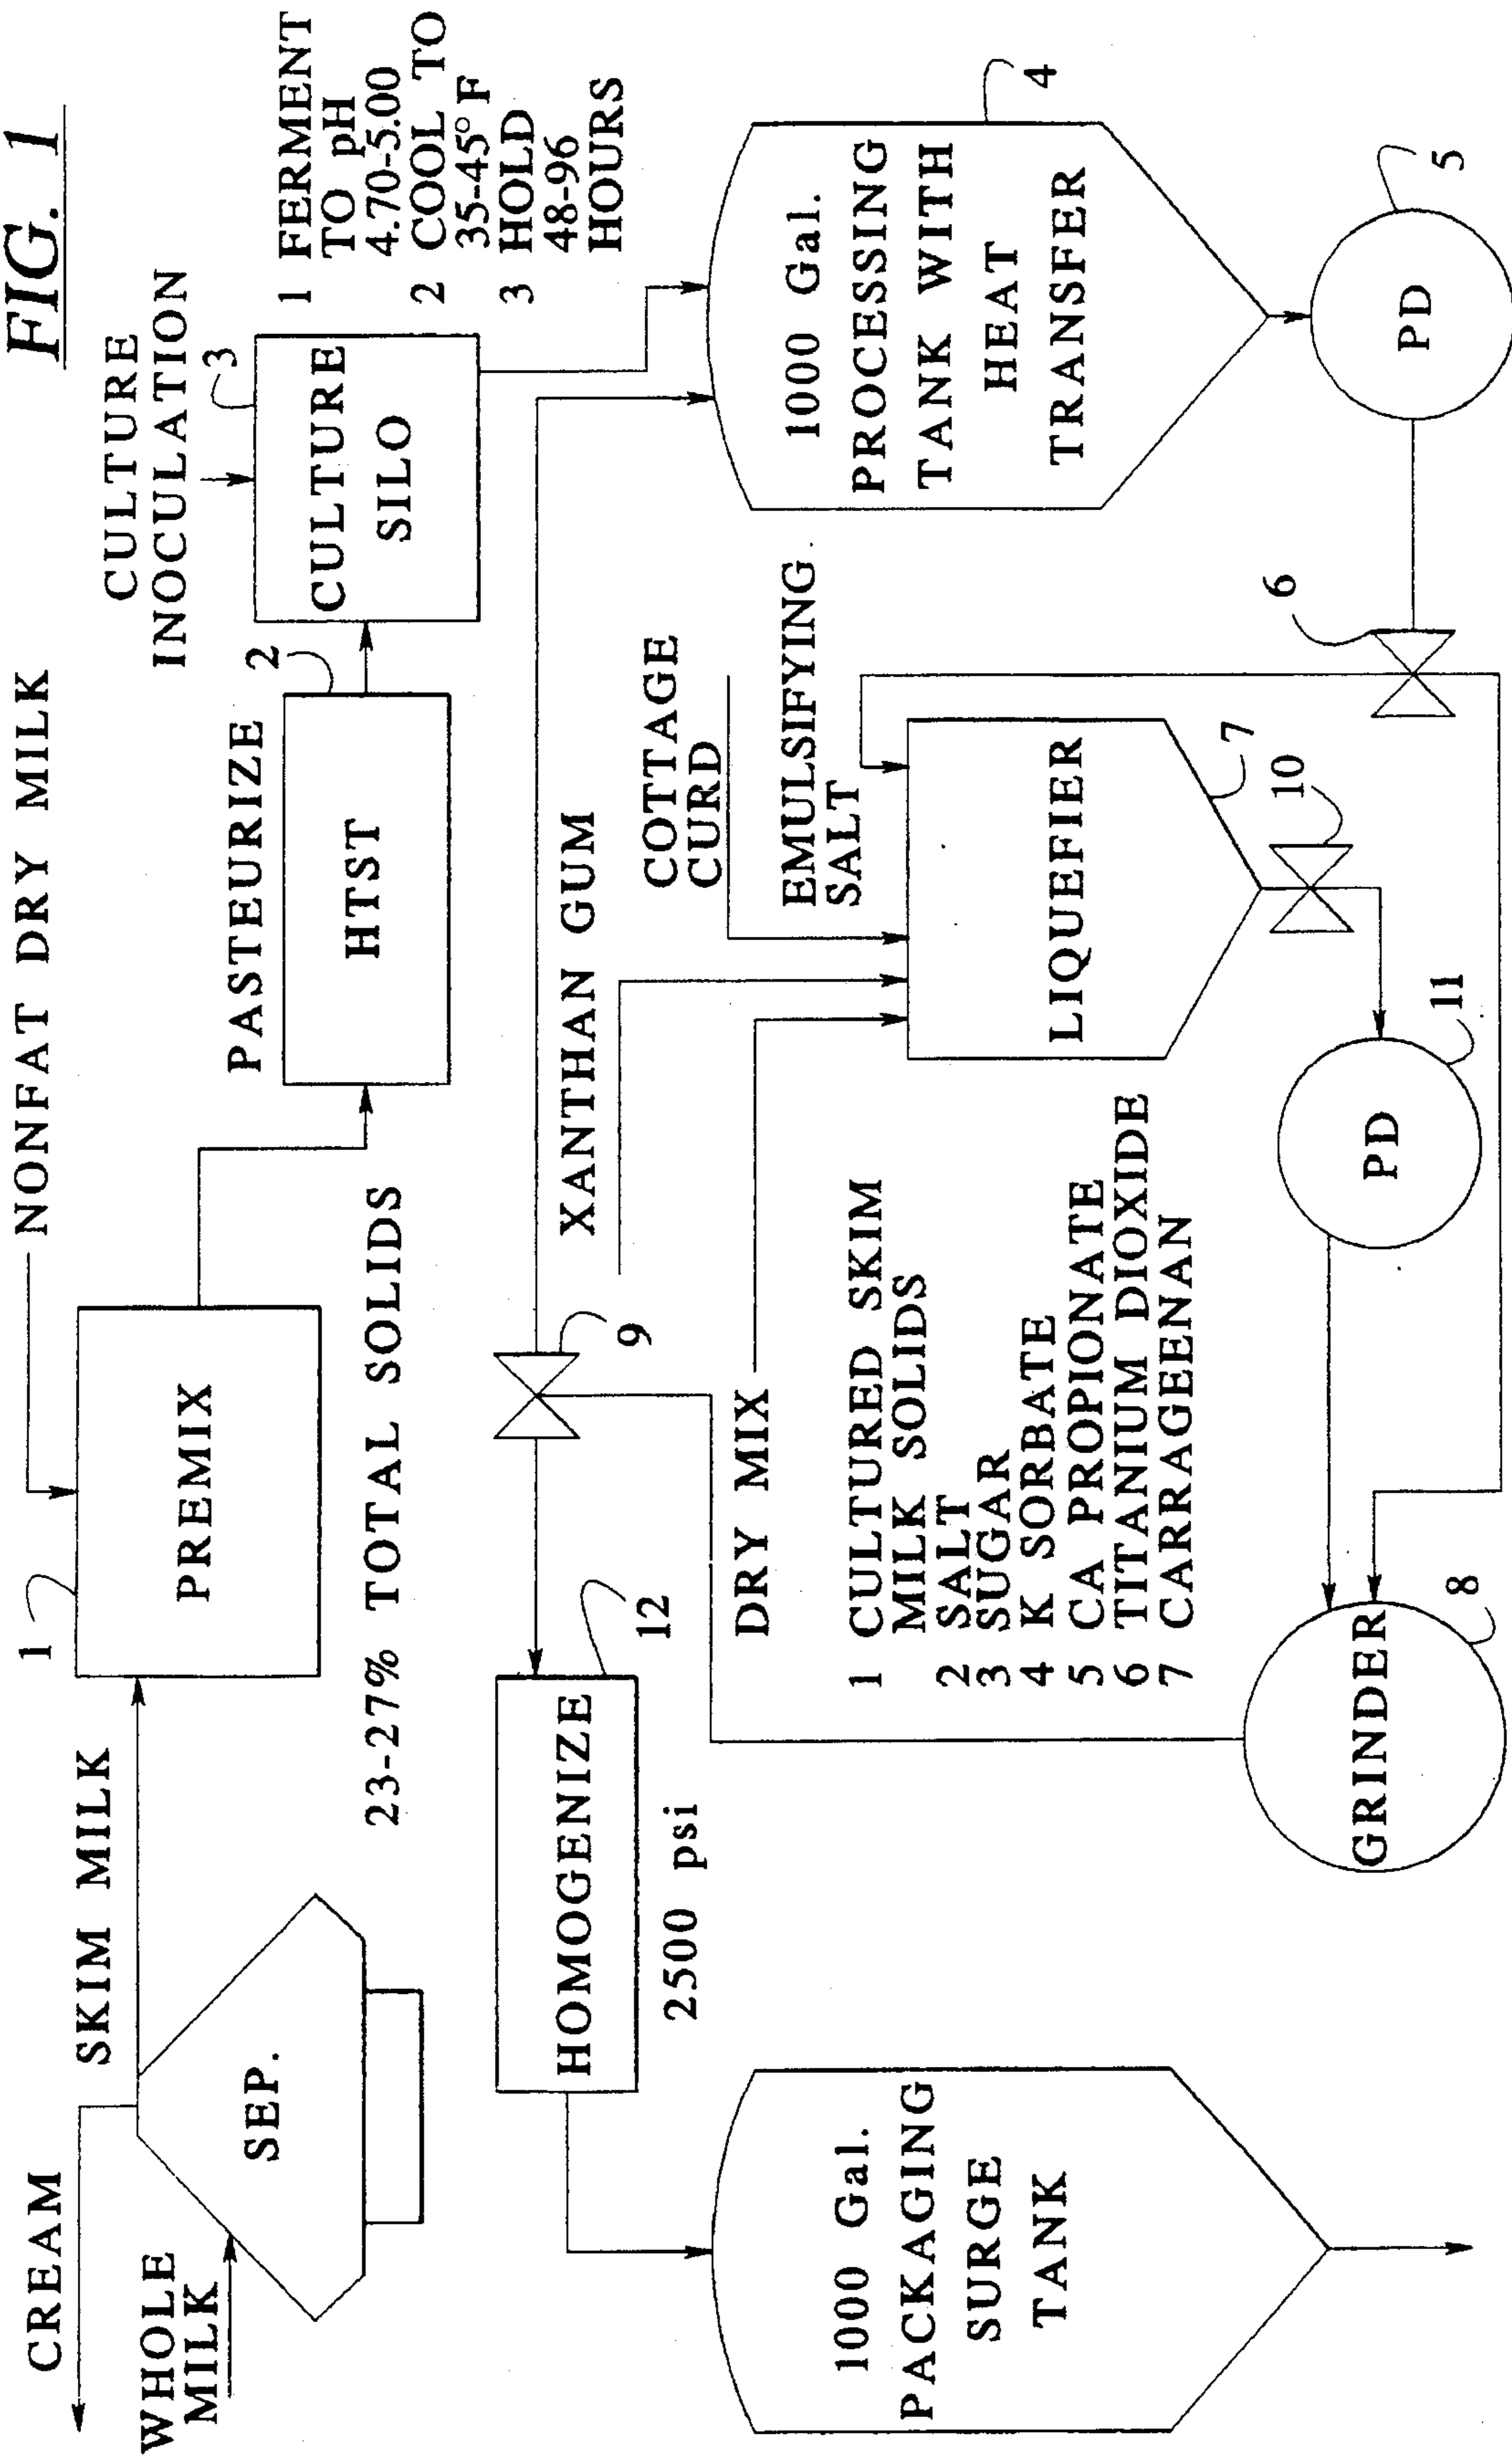 FIG. 1
CREAM
WHOLE
MILK
SEP.
SKIM MILK
1
PREMIX
NONFAT DRY MILK
23-27% TOTAL SOLIDS
PASTEURIZE
HTST
2
CULTURE
INOCULATION
CULTURE
SILO
3
1 FERMENT
TO pH
4.70-5.00
2 COOL TO
35-45° F
3 HOLD
48-96
HOURS
1000 Gal.
PROCESSING
TANK WITH
HEAT
TRANSFER
4
PD
5
6
XANTHAN GUM
COTTAGE
CURD
EMULSIFYING
SALT
LIQUEFIER
7
10
PD
11
DRY MIX
1 CULTURED SKIM
MILK SOLIDS
2 SALT
3 SUGAR
4 K SORBATE
5 CA PROPIONATE
6 TITANIUM DIOXIDE
7 CARRAGEENAN
GRINDER
8
9
HOMOGENIZE
12
2500 psi
1000 Gal.
PACKAGING
SURGE
TANK